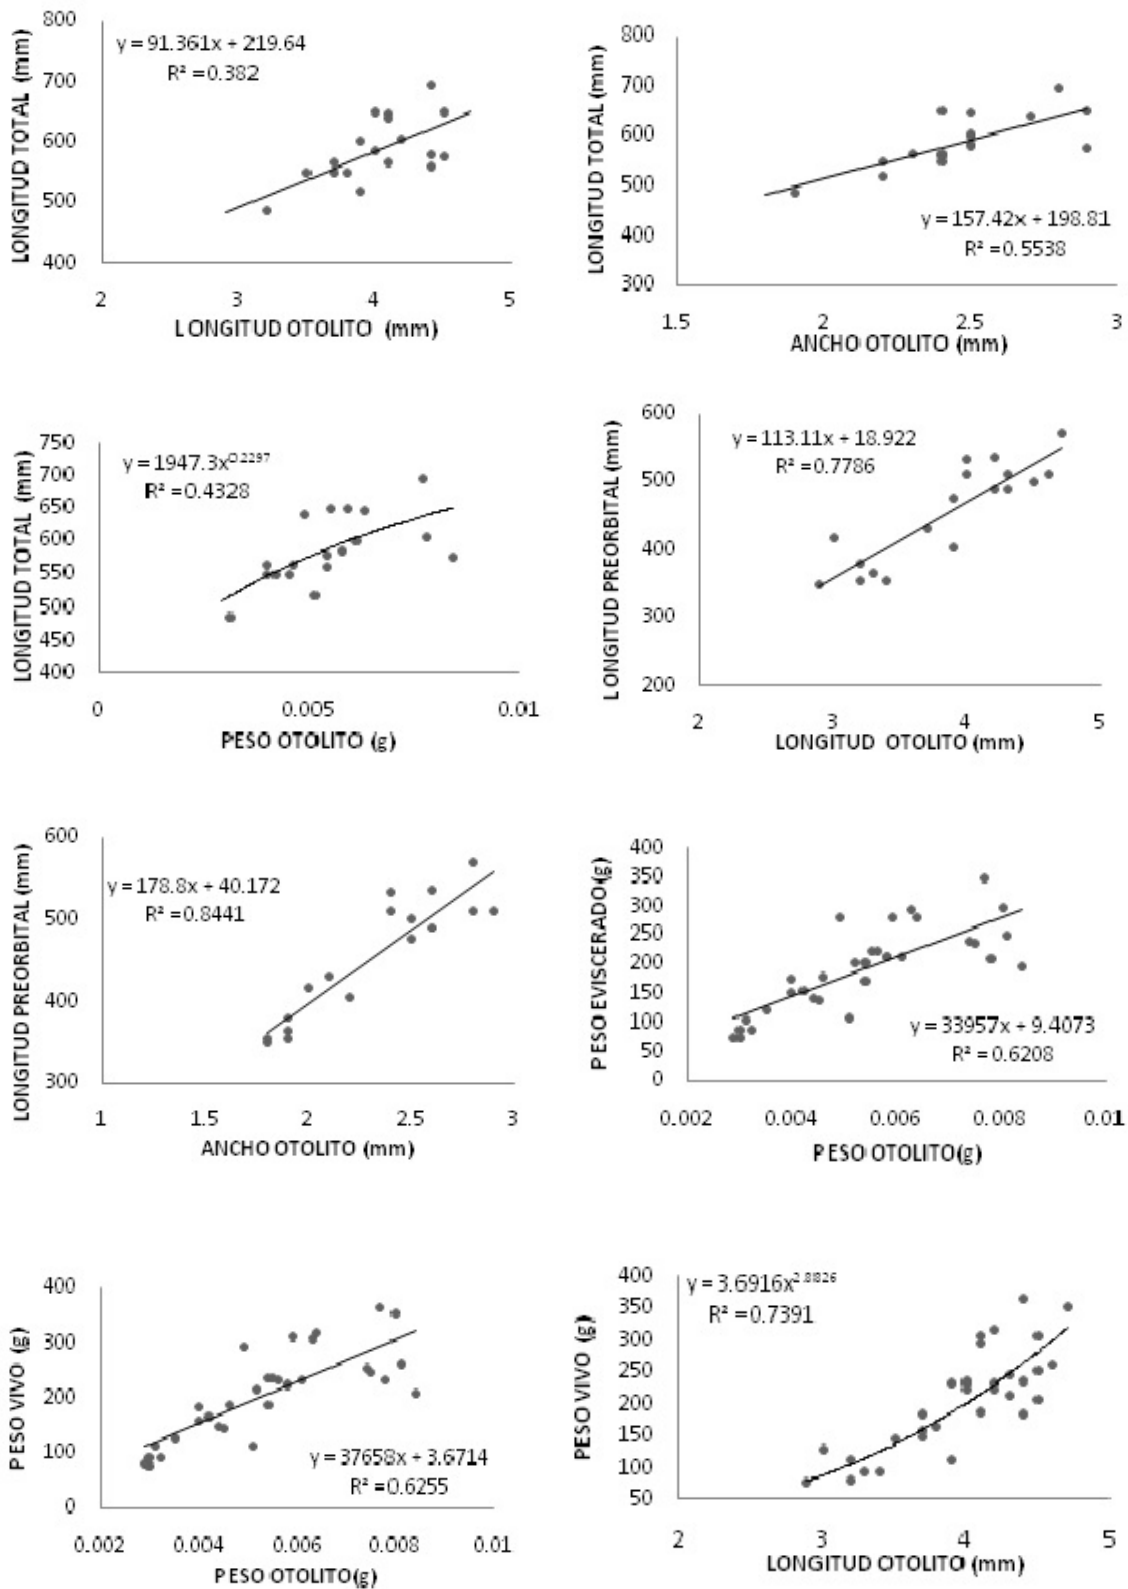 800
700
600
500
400
2
3
4
5
LONGITUD TOTAL (mm)
LONGITUD OTOLITO (mm)
y = 91.361x + 219.64
R² = 0.382
800
700
600
500
400
300
1.5
2
2.5
3
LONGITUD TOTAL (mm)
ANCHO OTOLITO (mm)
y = 157.42x + 198.81
R² = 0.5538
750
700
650
600
550
500
450
400
0
0.005
0.01
LONGITUD TOTAL (mm)
PESO OTOLITO (g)
y = 1947.3x^0.2297
R² = 0.4328
600
500
400
300
200
2
3
4
5
LONGITUD PREORBITAL (mm)
LONGITUD OTOLITO (mm)
y = 113.11x + 18.922
R² = 0.7786
600
500
400
300
1
1.5
2
2.5
3
LONGITUD PREORBITAL (mm)
ANCHO OTOLITO (mm)
y = 178.8x + 40.172
R² = 0.8441
400
350
300
250
200
150
100
50
0
0.002
0.004
0.006
0.008
0.01
PESO EVISCERADO(g)
PESO OTOLITO(g)
y = 33957x + 9.4073
R² = 0.6208
400
300
200
100
0
0.002
0.004
0.006
0.008
0.01
PESO VIVO (g)
PESO OTOLITO(g)
y = 37658x + 3.6714
R² = 0.6255
400
350
300
250
200
150
100
50
2
3
4
5
PESO VIVO (g)
LONGITUD OTOLITO (mm)
y = 3.6916x^2.8826
R² = 0.7391